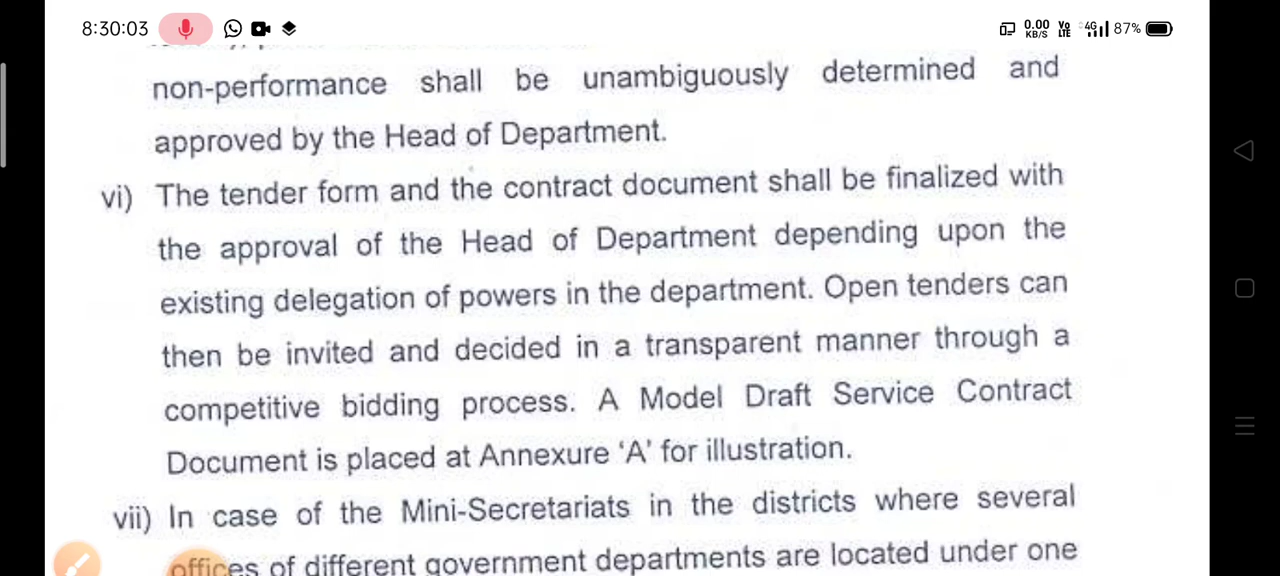 8:30:03 0.00 KB/S Vo LTE 4G 87%
non-performance shall be unambiguously determined and
approved by the Head of Department.
vi) The tender form and the contract document shall be finalized with
the approval of the Head of Department depending upon the
existing delegation of powers in the department. Open tenders can
then be invited and decided in a transparent manner through a
competitive bidding process. A Model Draft Service Contract
Document is placed at Annexure ‘A’ for illustration.
vii) In case of the Mini-Secretariats in the districts where several
offices of different government departments are located under one